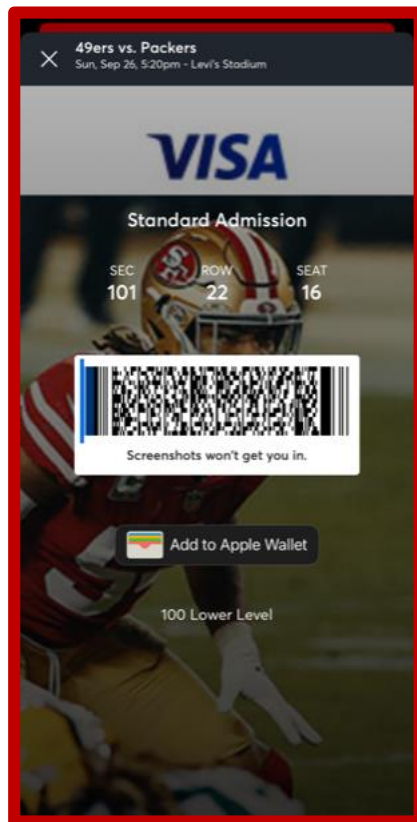 49ers vs. Packers
Sun, Sep 26, 5:20pm - Levi's Stadium
VISA
Standard Admission
SEC ROW SEAT
101 22 16
Screenshots won't get you in.
Add to Apple Wallet
100 Lower Level